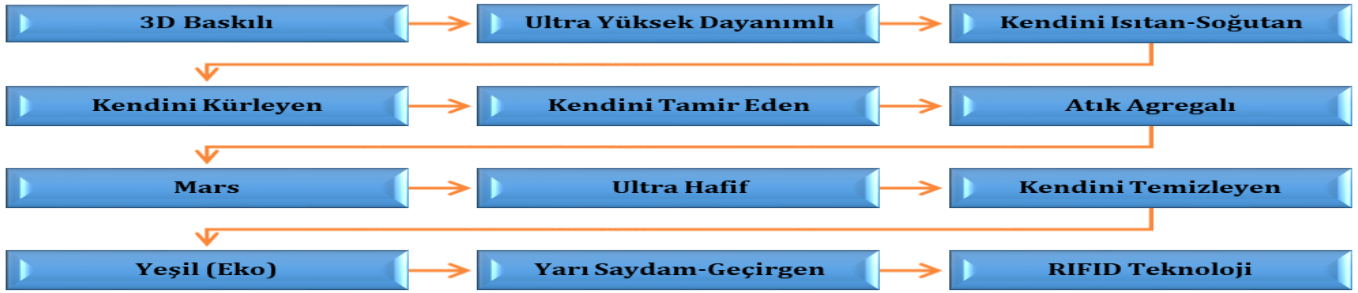 3D Baskılı
Ultra Yüksek Dayanımlı
Kendini Isıtan-Soğutan
Kendini Kürleyen
Kendini Tamir Eden
Atık Agregalı
Mars
Ultra Hafif
Kendini Temizleyen
Yeşil (Eko)
Yarı Saydam-Geçirgen
RIFID Teknoloji